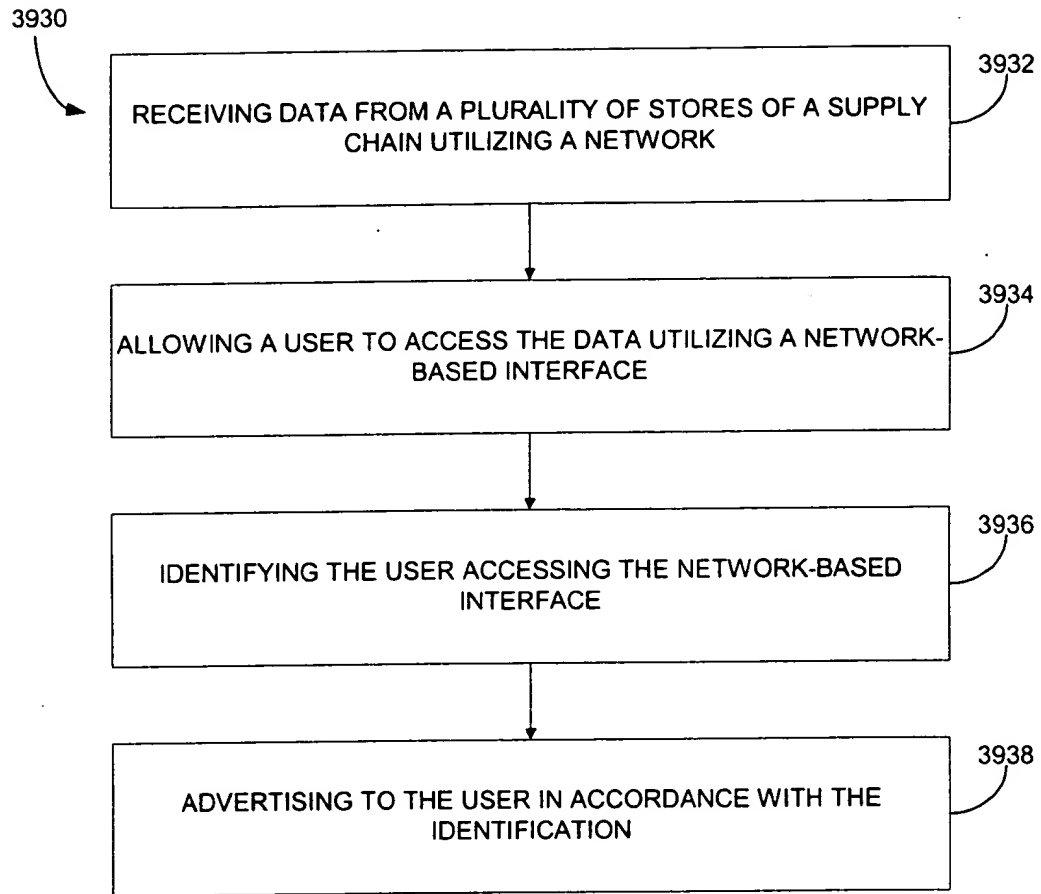 3930
3932
RECEIVING DATA FROM A PLURALITY OF STORES OF A SUPPLY
CHAIN UTILIZING A NETWORK
3934
ALLOWING A USER TO ACCESS THE DATA UTILIZING A NETWORK-
BASED INTERFACE
3936
IDENTIFYING THE USER ACCESSING THE NETWORK-BASED
INTERFACE
3938
ADVERTISING TO THE USER IN ACCORDANCE WITH THE
IDENTIFICATION